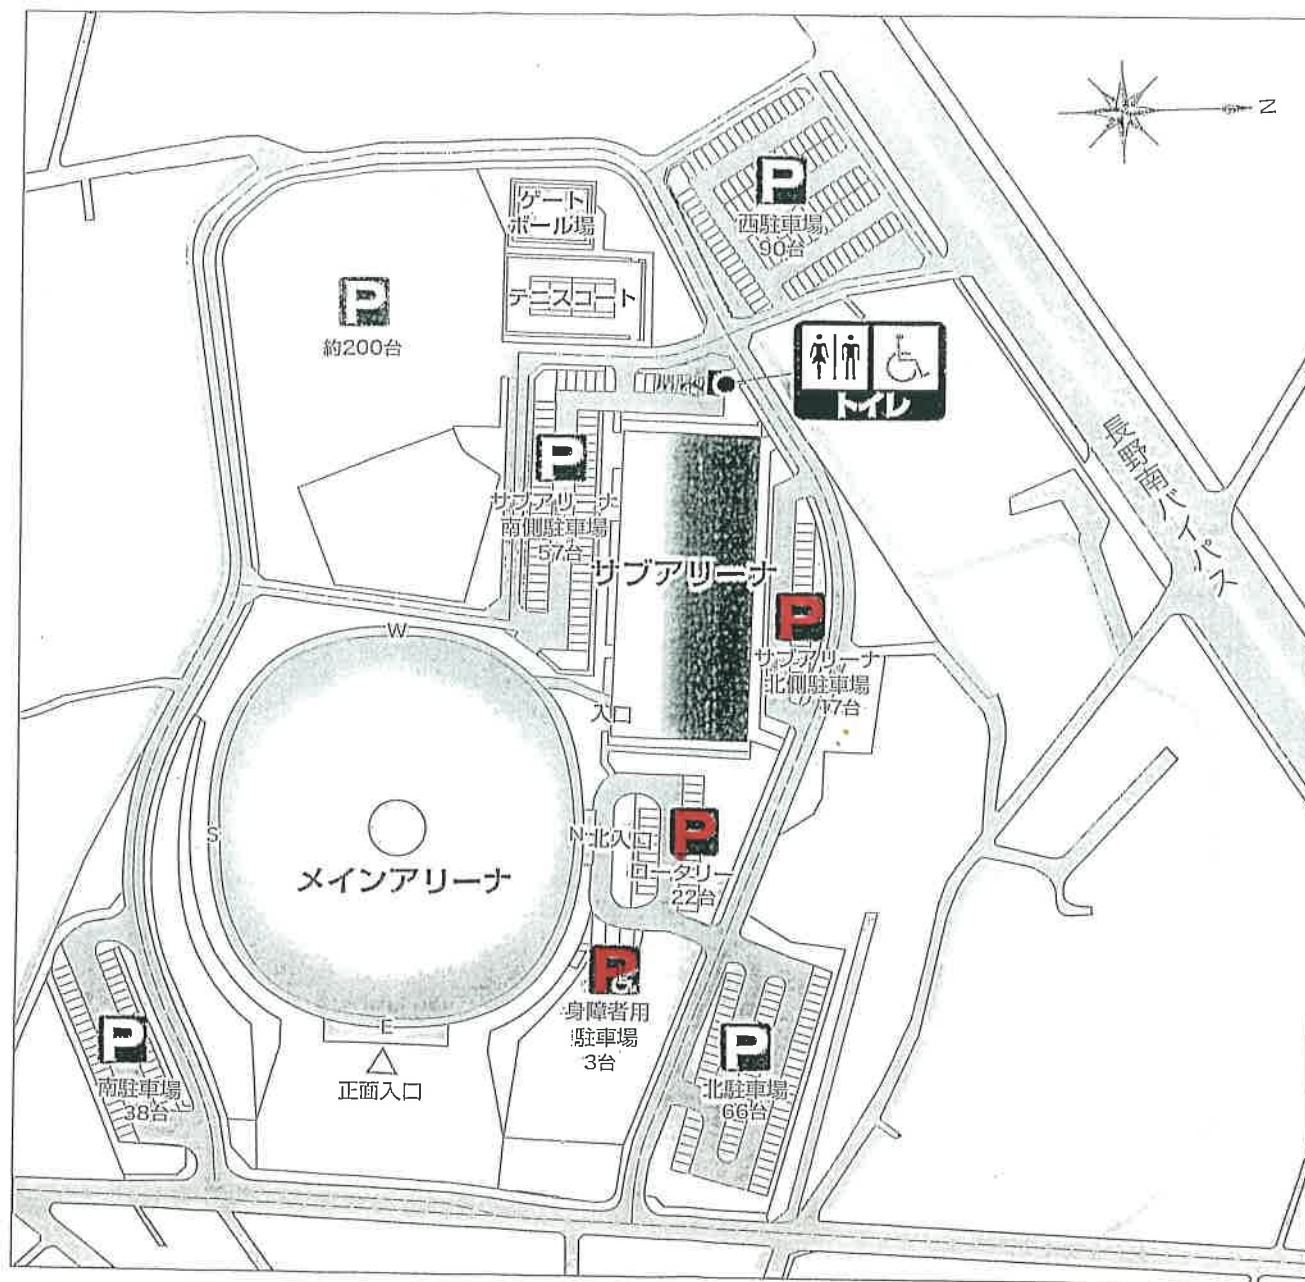 N
P
西駐車場
90台
ゲート
ボール場
テニスコート
P
約200台
トイレ
長野南バイパス
P
サブアリーナ
南側駐車場
57台
サブアリーナ
P
サブアリーナ
北側駐車場
17台
W
入口
S
N
北入口
P
ロータリー
22台
メインアリーナ
P
身障者用
駐車場
3台
E
正面入口
P
南駐車場
38台
P
北駐車場
66台